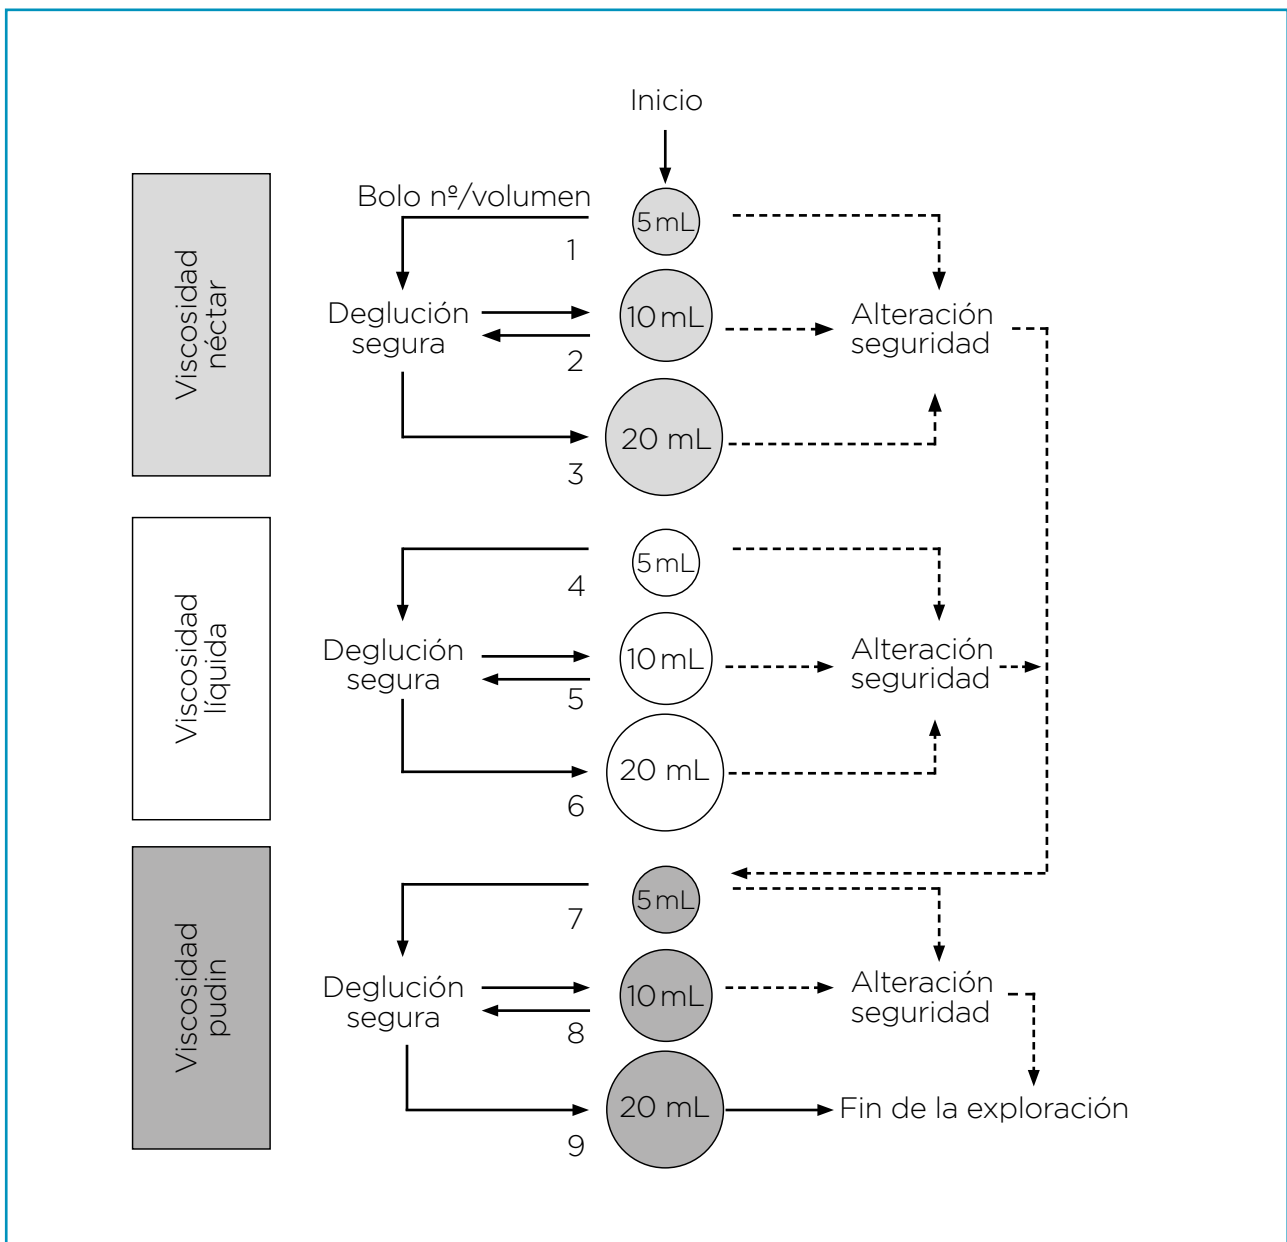 Inicio
Bolo nº/volumen
5 mL
1
Viscosidad
néctar
Deglución
segura
10 mL
2
Alteración
seguridad
20 mL
3
5 mL
4
Viscosidad
líquida
Deglución
segura
10 mL
5
Alteración
seguridad
20 mL
6
5 mL
7
Viscosidad
pudin
Deglución
segura
10 mL
8
Alteración
seguridad
20 mL
Fin de la exploración
9